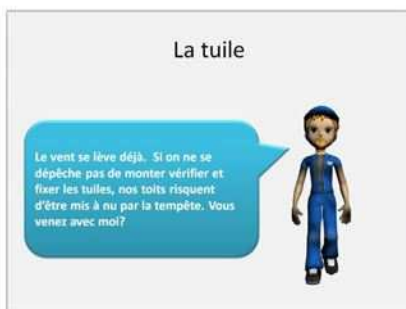 La tuile
Le vent se lève déjà. Si on ne se
dépêche pas de monter vérifier et
fixer les tuiles, nos toits risquent
d'être mis à nu par la tempête. Vous
venez avec moi?